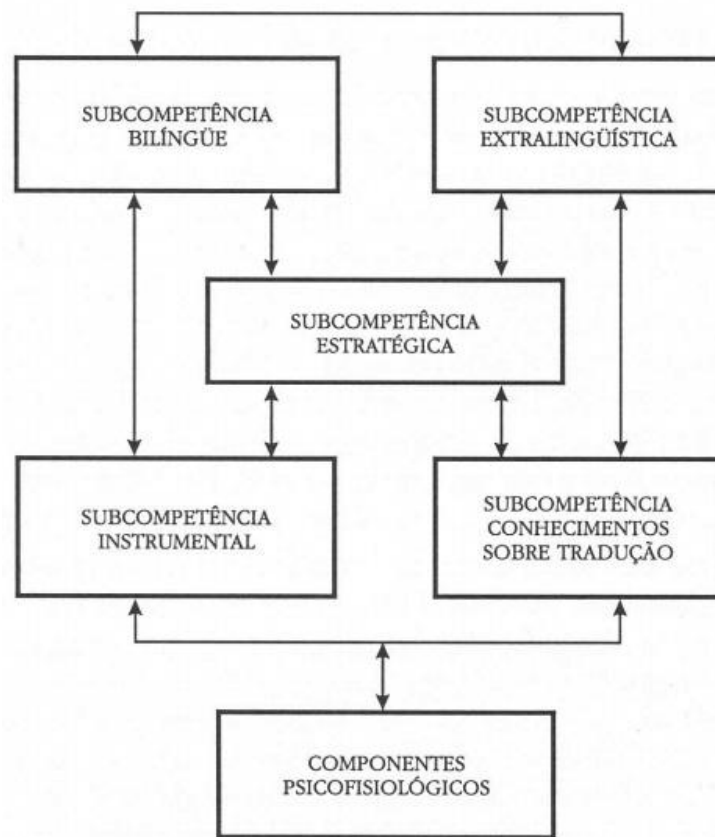 SUBCOMPETÊNCIA
BILÍNGÜE
SUBCOMPETÊNCIA
EXTRALINGÜÍSTICA
SUBCOMPETÊNCIA
ESTRATÉGICA
SUBCOMPETÊNCIA
INSTRUMENTAL
SUBCOMPETÊNCIA
CONHECIMENTOS
SOBRE TRADUÇÃO
COMPONENTES
PSICOFISIOLÓGICOS